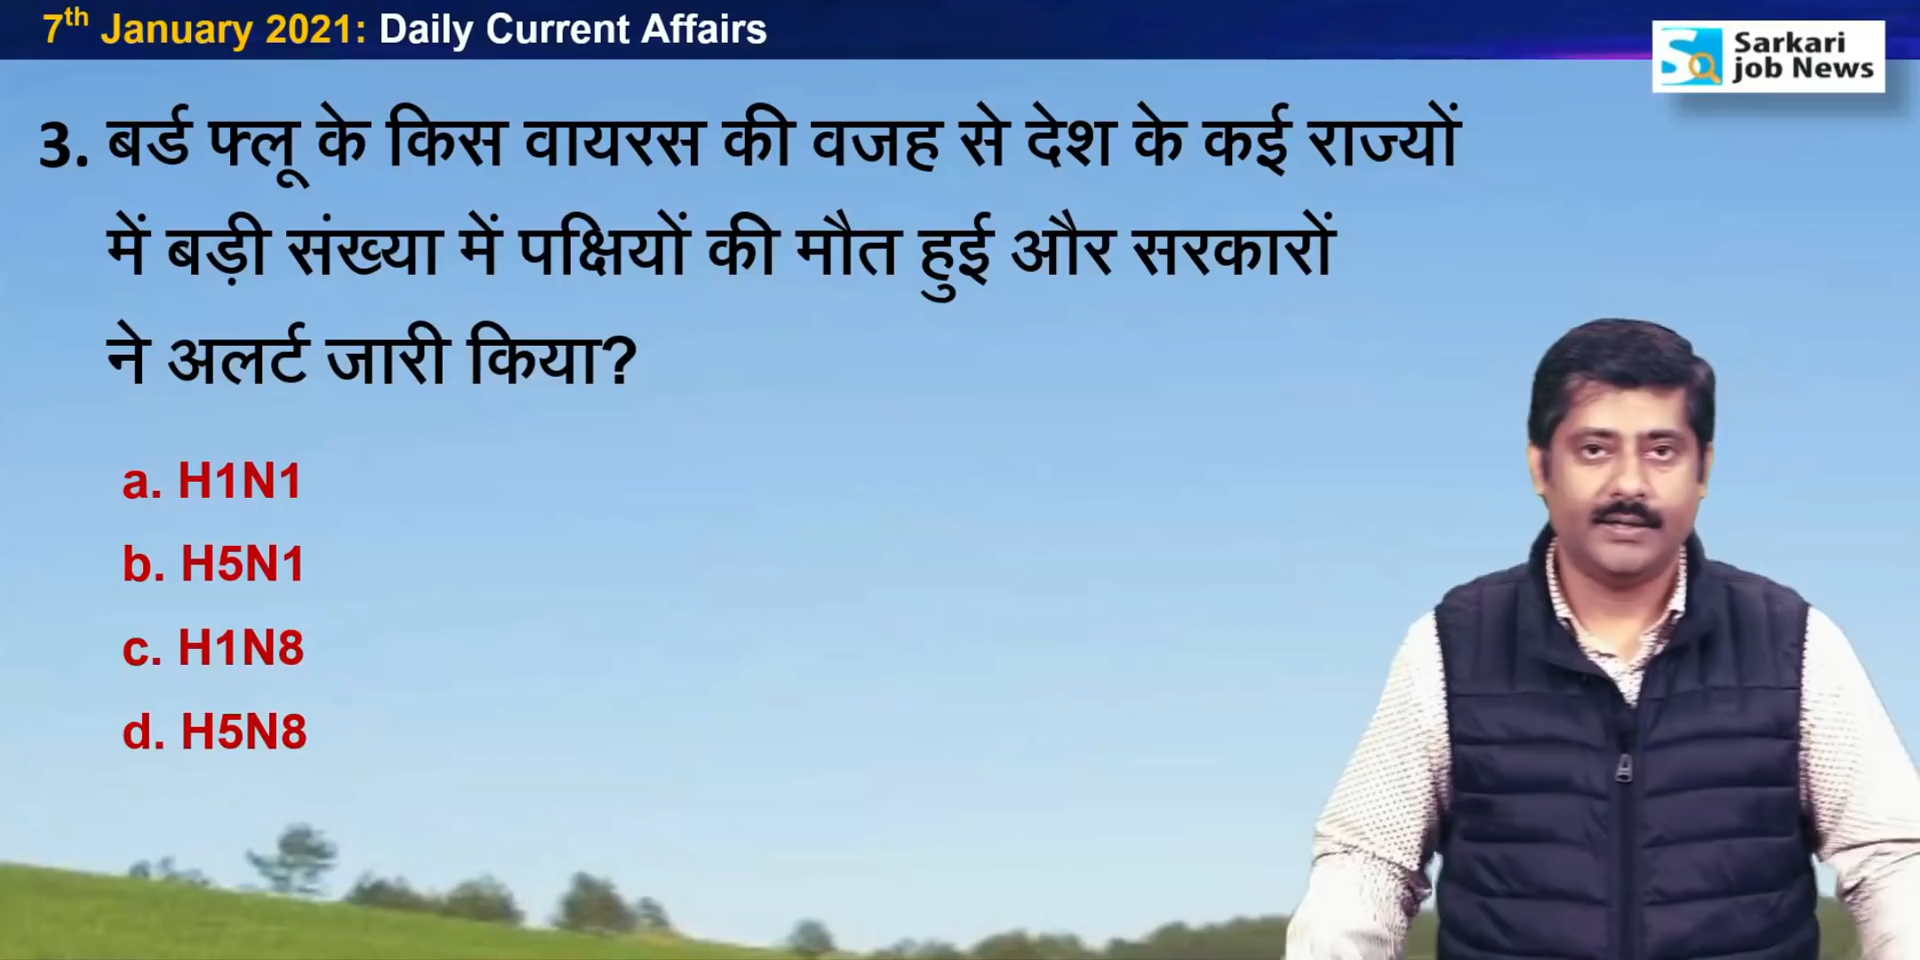 7th January 2021: Daily Current Affairs
Sarkari
job News
3. बर्ड फ्लू के किस वायरस की वजह से देश के कई राज्यों
में बड़ी संख्या में पक्षियों की मौत हुई और सरकारों
ने अलर्ट जारी किया?
a. H1N1
b. H5N1
c. H1N8
d. H5N8